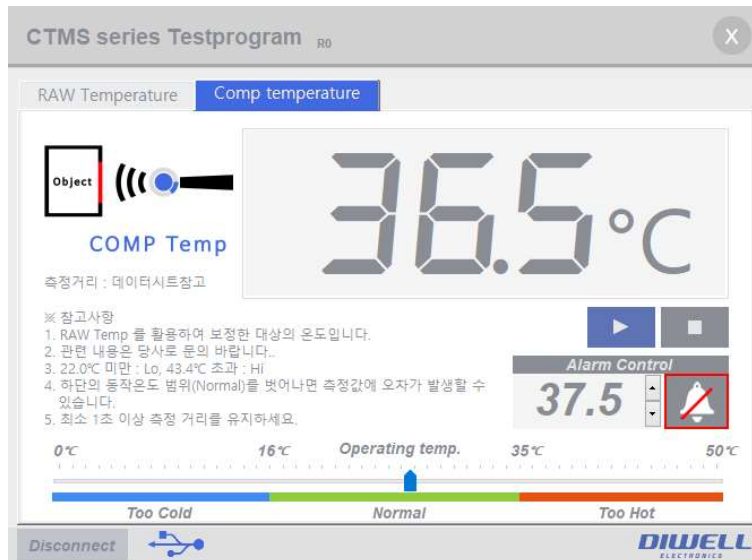 CTMS series Testprogram R0
X
RAW Temperature
Comp temperature
Object
36.5°C
COMP Temp
측정거리 : 데이터시트참고
※ 참고사항
1. RAW Temp 를 활용하여 보정한 대상의 온도입니다.
2. 관련 내용은 당사로 문의 바랍니다..
3. 22.0℃ 미만 : Lo, 43.4℃ 초과 : Hi
4. 하단의 동작온도 범위(Normal)를 벗어나면 측정값에 오차가 발생할 수
있습니다.
5. 최소 1초 이상 측정 거리를 유지하세요.
Alarm Control
37.5
0℃ 16℃ Operating temp. 35℃ 50℃
Too Cold Normal Too Hot
Disconnect
DIWELL
ELECTRONICS